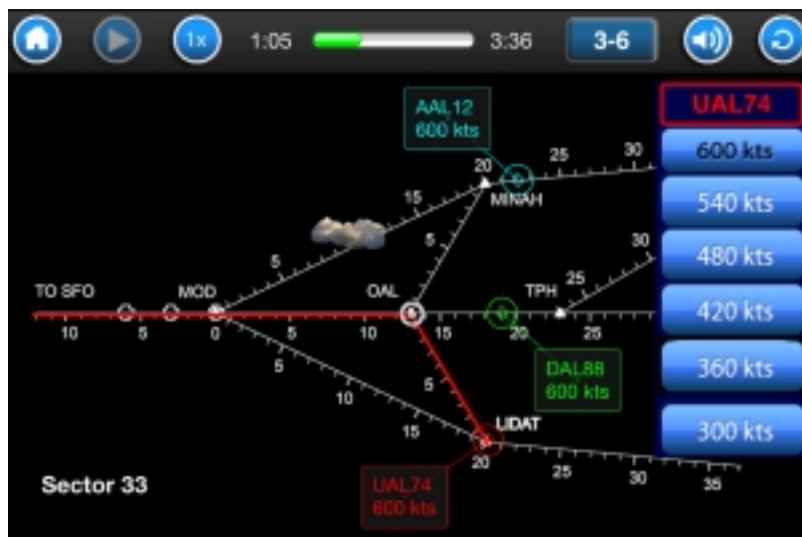 1x 1:05 3:36 3-6
AAL12
600 kts
UAL74
600 kts
540 kts
480 kts
420 kts
360 kts
300 kts
20 25 30
MINAH
15
5
5
30
25
TO SFO MOD OAL TPH
10 5 0 5 10 15 20 25
5 5
10
15
DAL88
600 kts
LIDAT
20 25 30 35
UAL74
600 kts
Sector 33